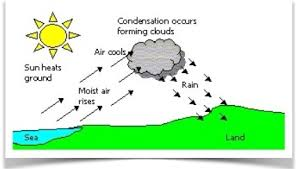 Condensation occurs
forming clouds
Air cools
Sun heats
ground
Moist air
rises
Rain
Sea
Land